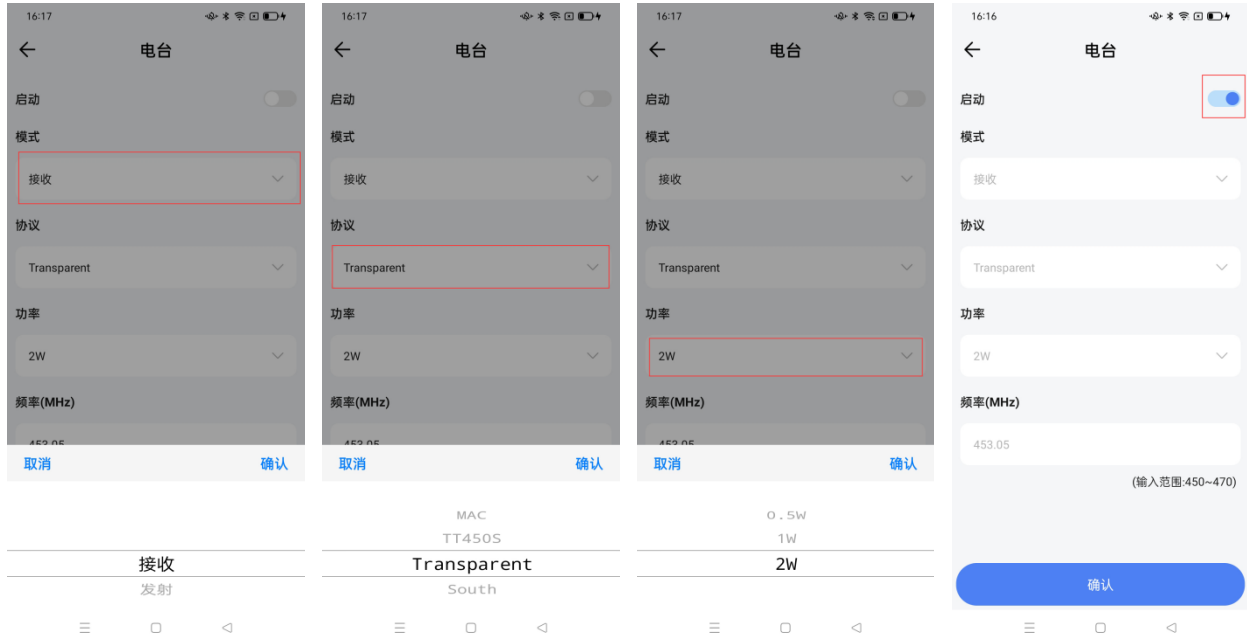 16:17
电台
启动
模式
接收
协议
Transparent
功率
2W
频率(MHz)
453.05
取消 确认
接收
发射
16:17
电台
启动
模式
接收
协议
Transparent
功率
2W
频率(MHz)
453.05
取消 确认
MAC
TT450S
Transparent
South
16:17
电台
启动
模式
接收
协议
Transparent
功率
2W
频率(MHz)
453.05
取消 确认
0.5W
1W
2W
16:16
电台
启动
模式
接收
协议
Transparent
功率
2W
频率(MHz)
453.05
(输入范围:450~470)
确认